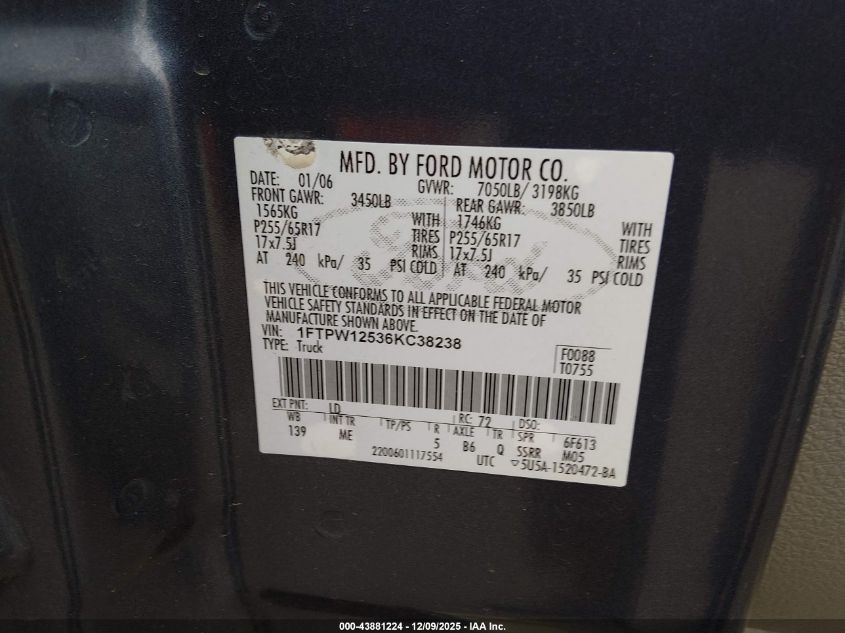 MFD. BY FORD MOTOR CO.
DATE: 01/06 GVWR: 7050LB/ 3198KG
FRONT GAWR: 3450LB REAR GAWR: 3850LB
1565KG WITH 1746KG WITH
P255/65R17 TIRES P255/65R17 TIRES
17x7.5J RIMS 17x7.5J RIMS
AT 240 kPa/ 35 PSI COLD AT 240 kPa/ 35 PSI COLD
THIS VEHICLE CONFORMS TO ALL APPLICABLE FEDERAL MOTOR
VEHICLE SAFETY STANDARDS IN EFFECT ON THE DATE OF
MANUFACTURE SHOWN ABOVE.
VIN: 1FTPW12536KC38238
TYPE: Truck
F0088
T0755
EXT PNT: LD RC: 72 DSO:
WB INT TR TP/PS R AXLE TR SPR 6F613
139 ME 5 B6 Q SSRR M05
2200601117554 UTC 5U5A-1520472-BA
000-43881224 | 12/09/2025 - IAA Inc.